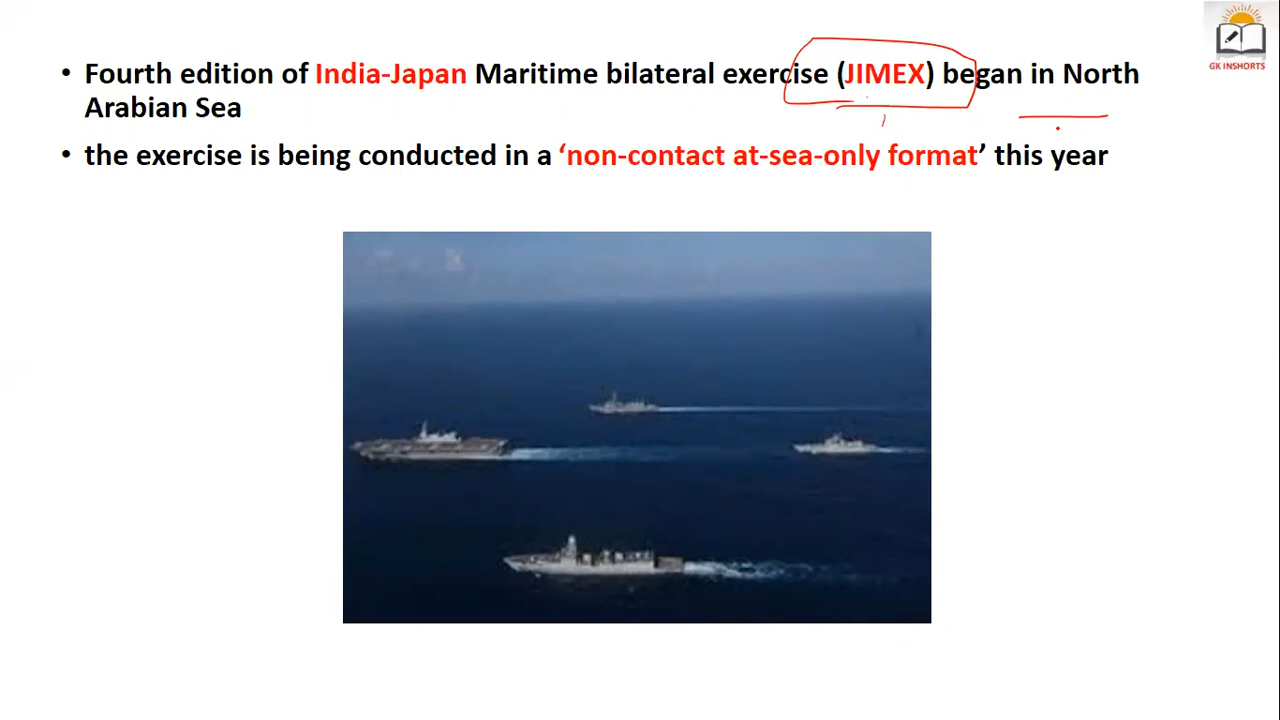 • Fourth edition of India-Japan Maritime bilateral exercise (JIMEX) began in North
Arabian Sea
• the exercise is being conducted in a ‘non-contact at-sea-only format’ this year
GK INSHORTS